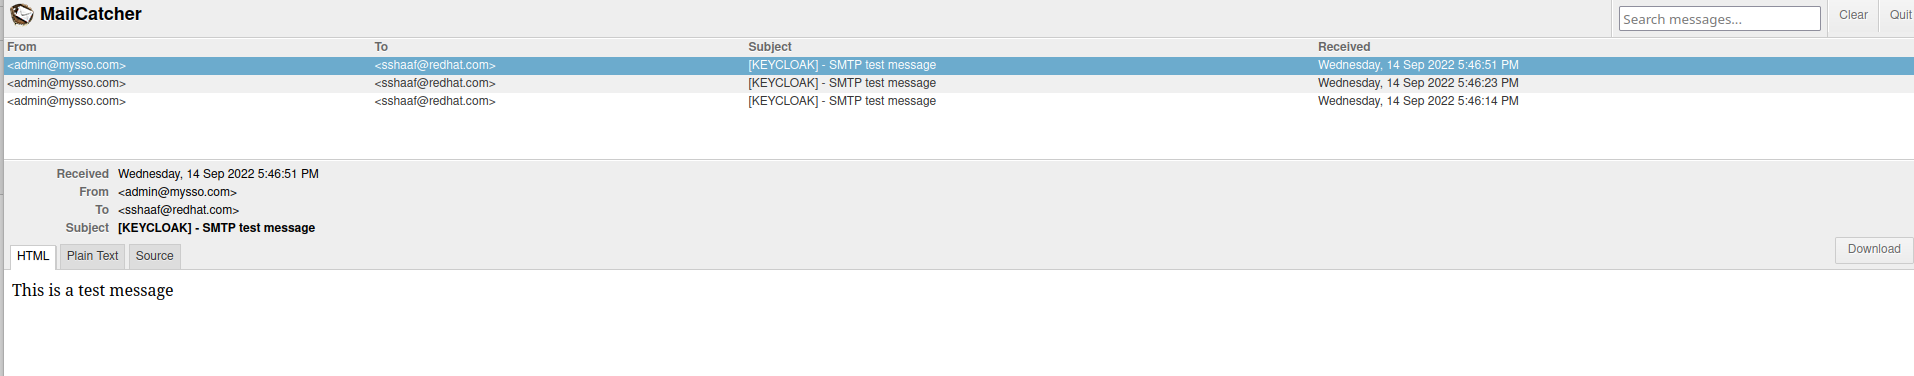 MailCatcher
Search messages...
Clear
Quit
From To Subject Received
<admin@mysso.com> <sshaaf@redhat.com> [KEYCLOAK] - SMTP test message Wednesday, 14 Sep 2022 5:46:51 PM
<admin@mysso.com> <sshaaf@redhat.com> [KEYCLOAK] - SMTP test message Wednesday, 14 Sep 2022 5:46:23 PM
<admin@mysso.com> <sshaaf@redhat.com> [KEYCLOAK] - SMTP test message Wednesday, 14 Sep 2022 5:46:14 PM
Received Wednesday, 14 Sep 2022 5:46:51 PM
From <admin@mysso.com>
To <sshaaf@redhat.com>
Subject [KEYCLOAK] - SMTP test message
HTML Plain Text Source Download
This is a test message